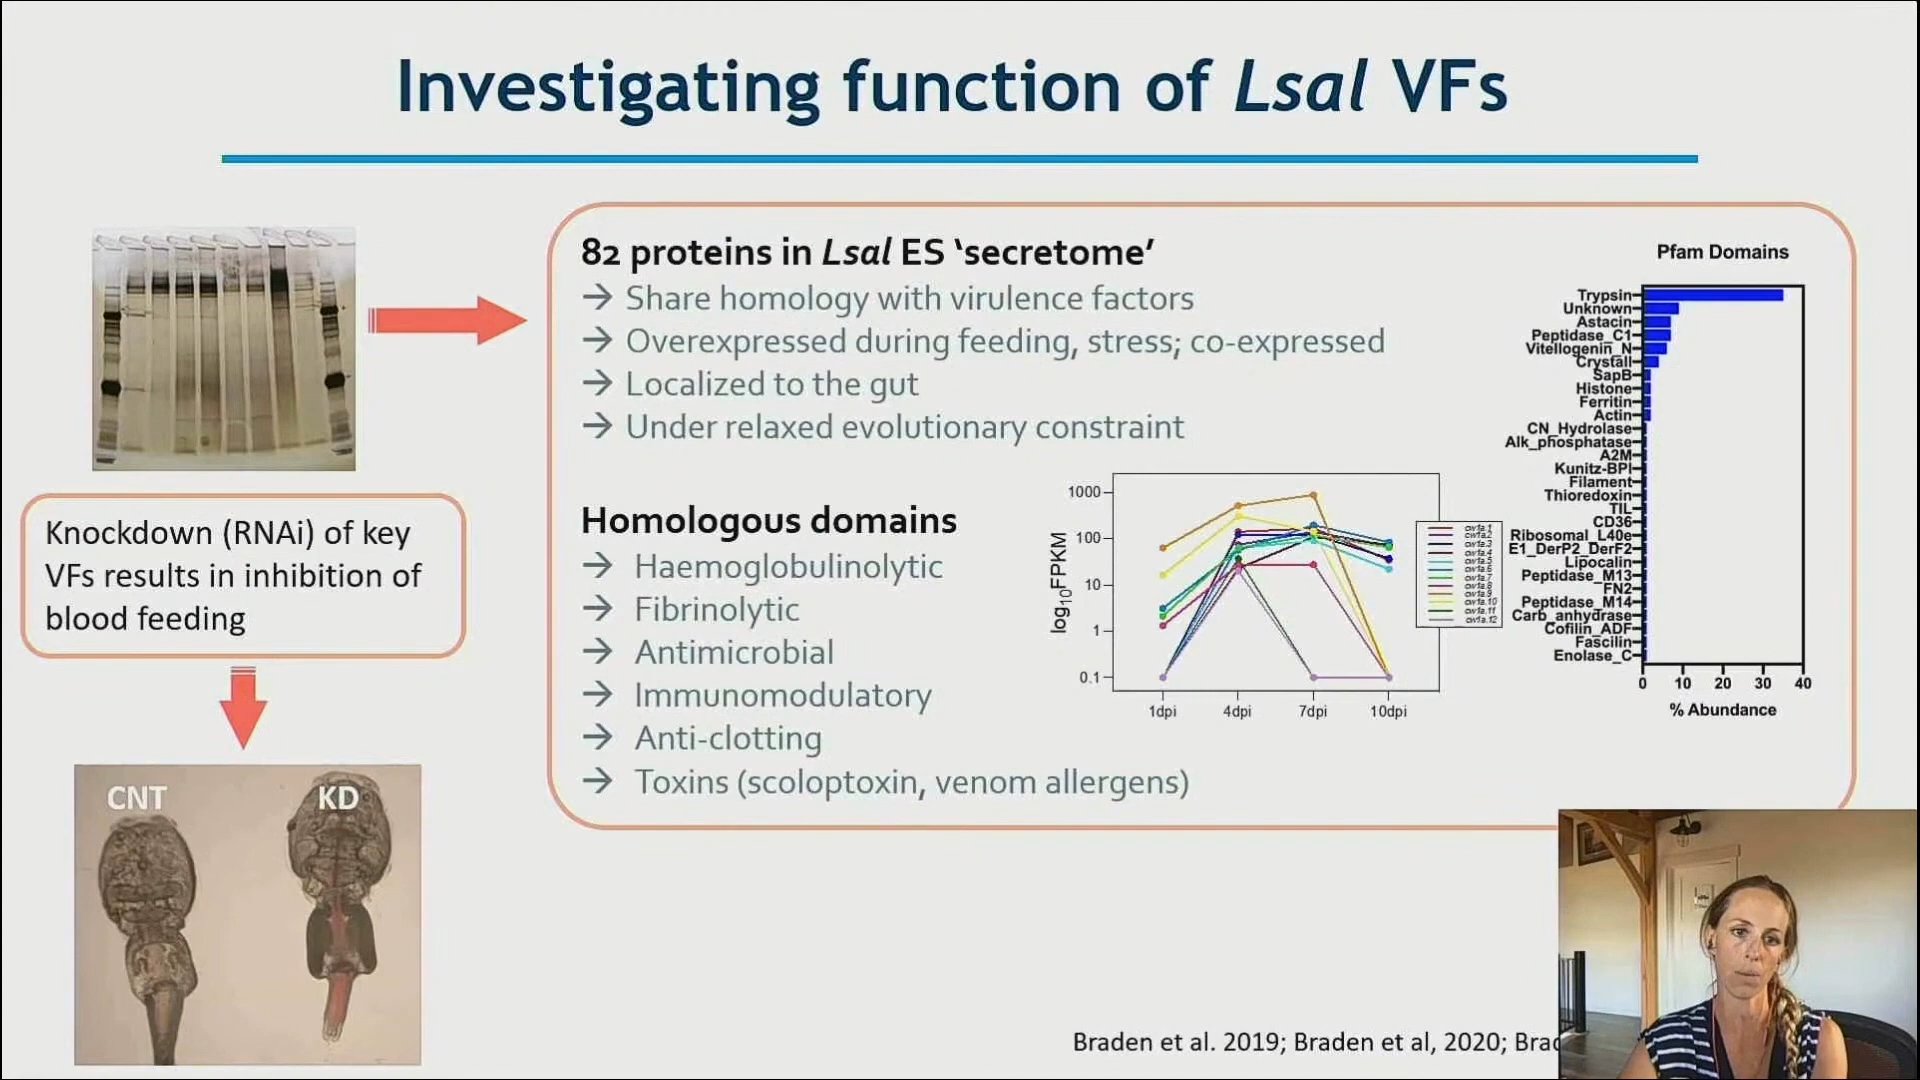 Investigating function of Lsal VFs
82 proteins in Lsal ES ‘secretome’
→ Share homology with virulence factors
→ Overexpressed during feeding, stress; co-expressed
→ Localized to the gut
→ Under relaxed evolutionary constraint
Homologous domains
→ Haemoglobulinolytic
→ Fibrinolytic
→ Antimicrobial
→ Immunomodulatory
→ Anti-clotting
→ Toxins (scoloptoxin, venom allergens)
Knockdown (RNAi) of key
VFs results in inhibition of
blood feeding
CNT
KD
log10FPKM
1000
100
10
1
0.1
1dpi 4dpi 7dpi 10dpi
Pfam Domains
Trypsin
Unknown
Astacin
Peptidase_C1
Vitellogenin_N
Crystall
SapB
Histone
Ferritin
Actin
CN_Hydrolase
Alk_phosphatase
A2M
Kunitz-BPI
Filament
Thioredoxin
TIL
CD36
Ribosomal_L40e
E1_DerP2_DerF2
Lipocalin
Peptidase_M13
FN2
Peptidase_M14
Carb_anhydrase
Cofilin_ADF
Fascilin
Enolase_C
0 10 20 30 40
% Abundance
Braden et al. 2019; Braden et al, 2020;